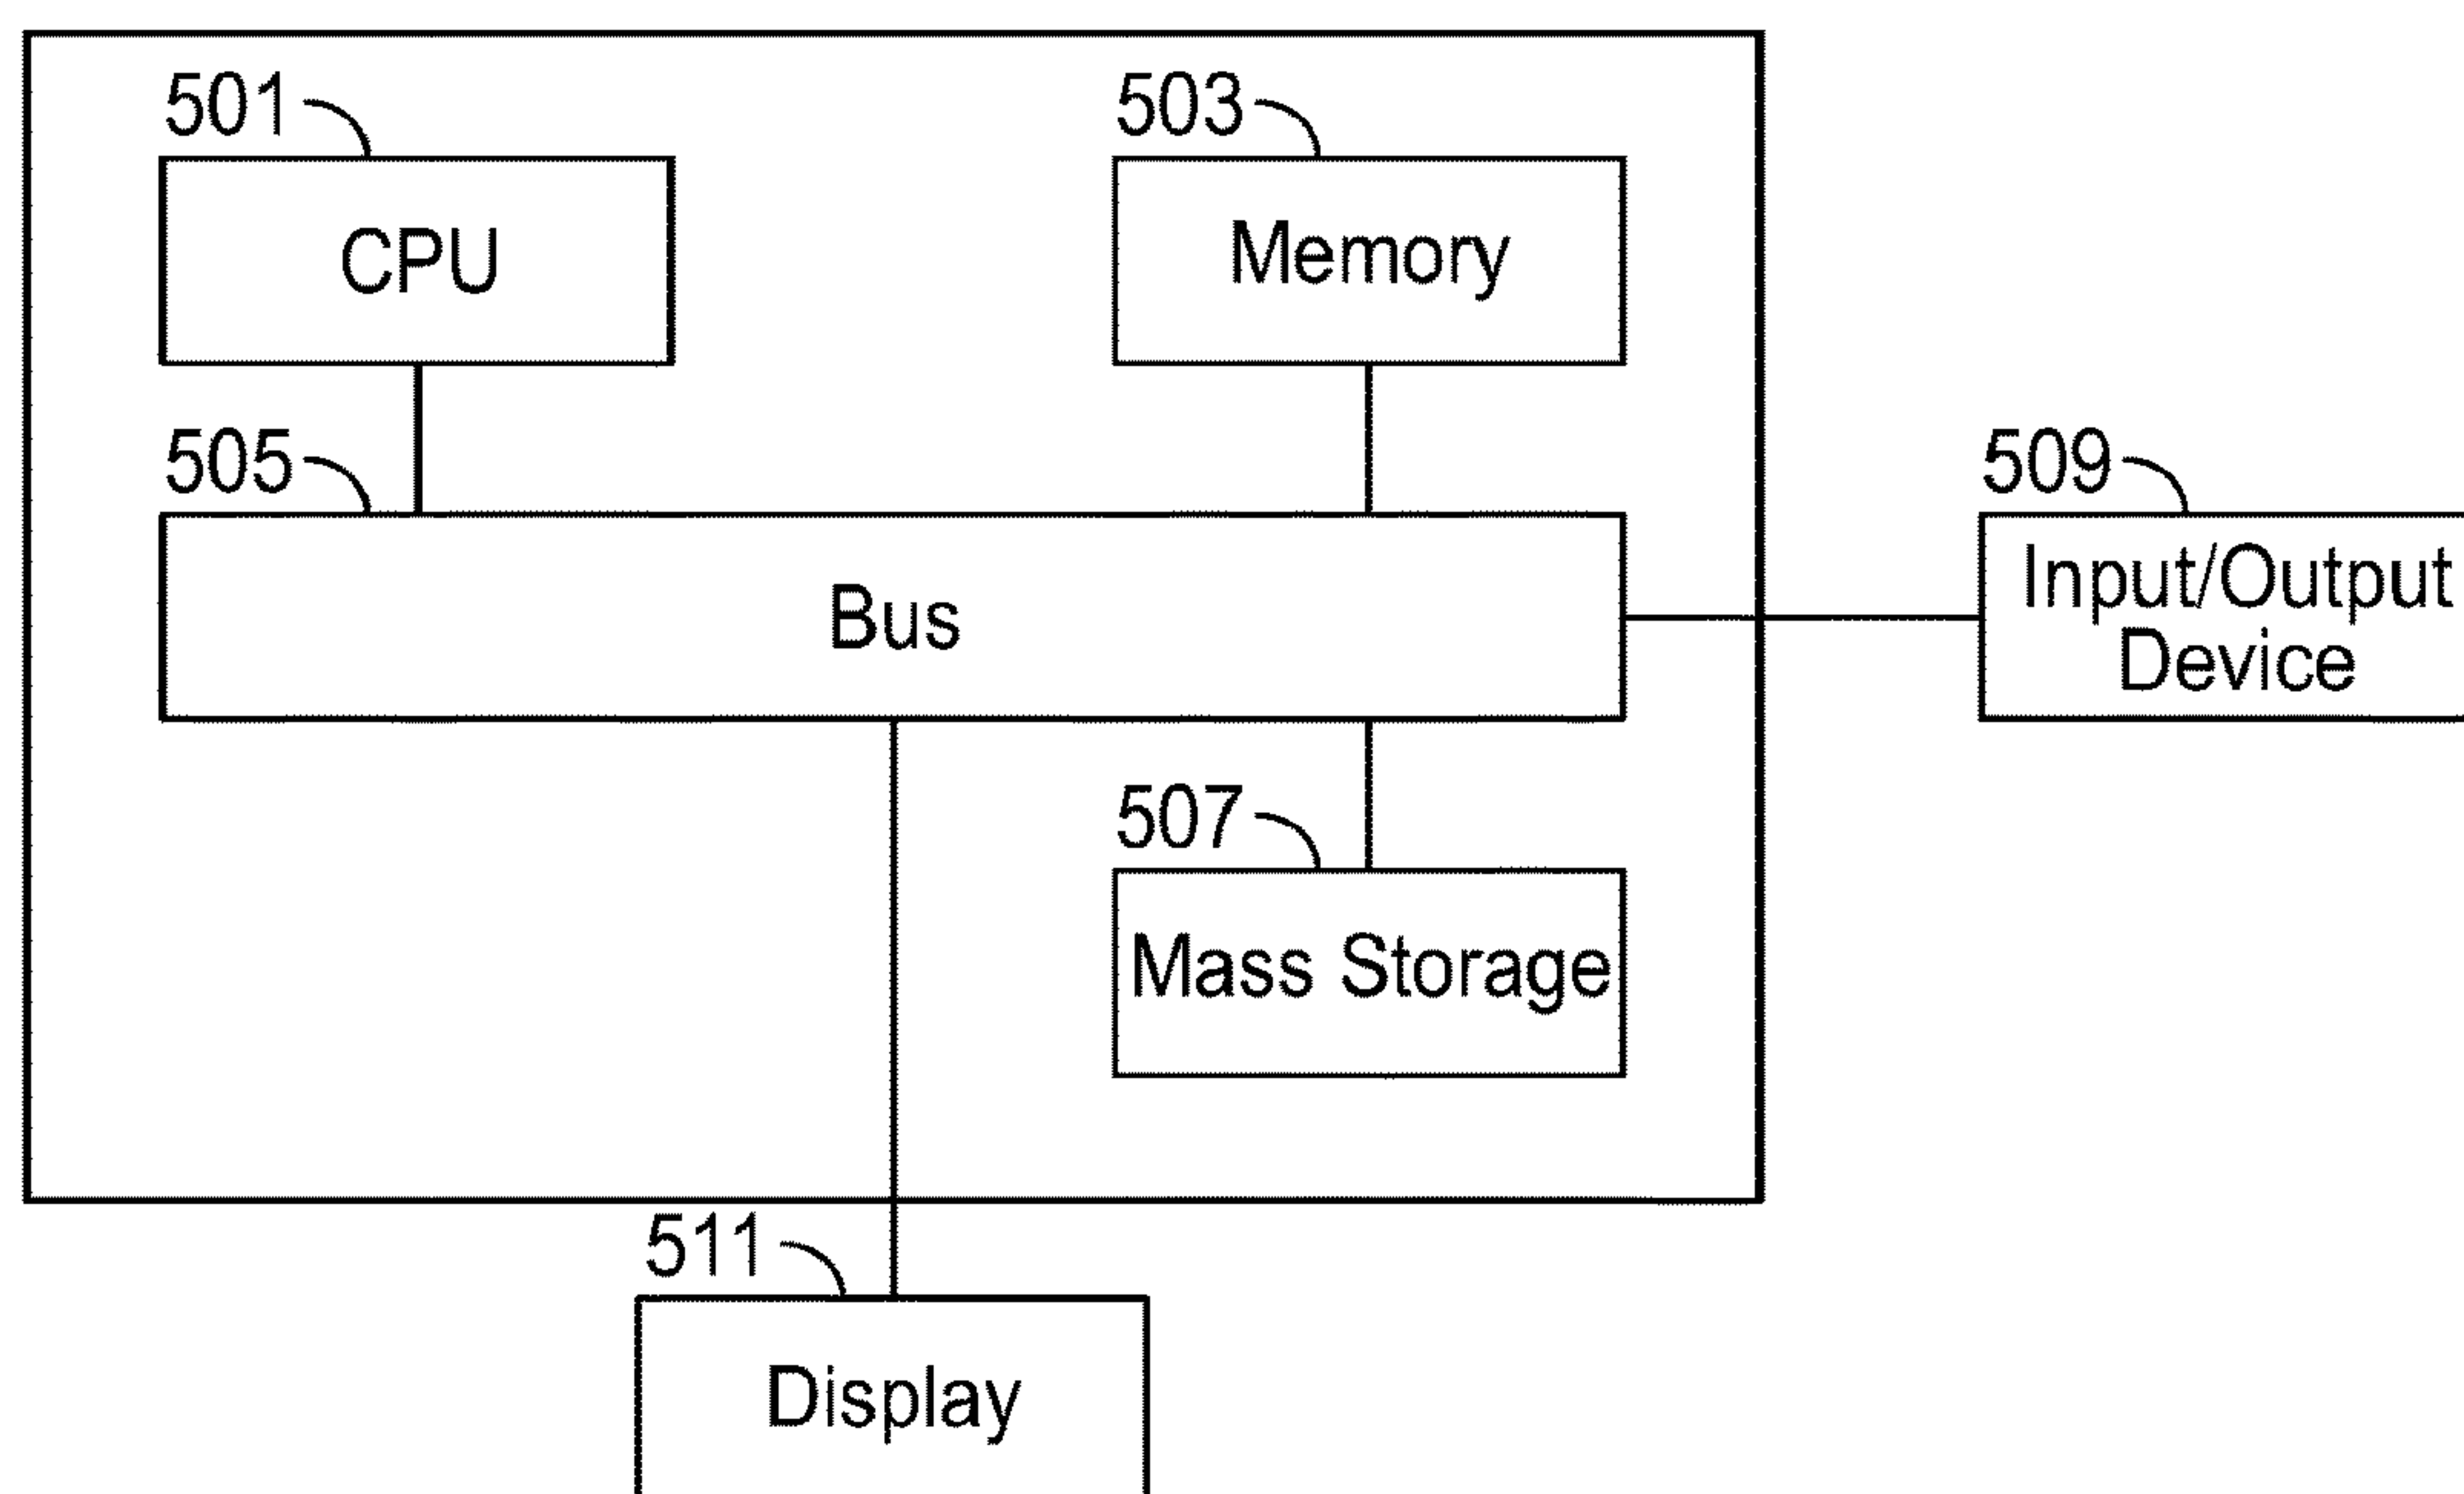 501
503
CPU
Memory
505
509
Bus
Input/Output
Device
507
Mass Storage
511
Display